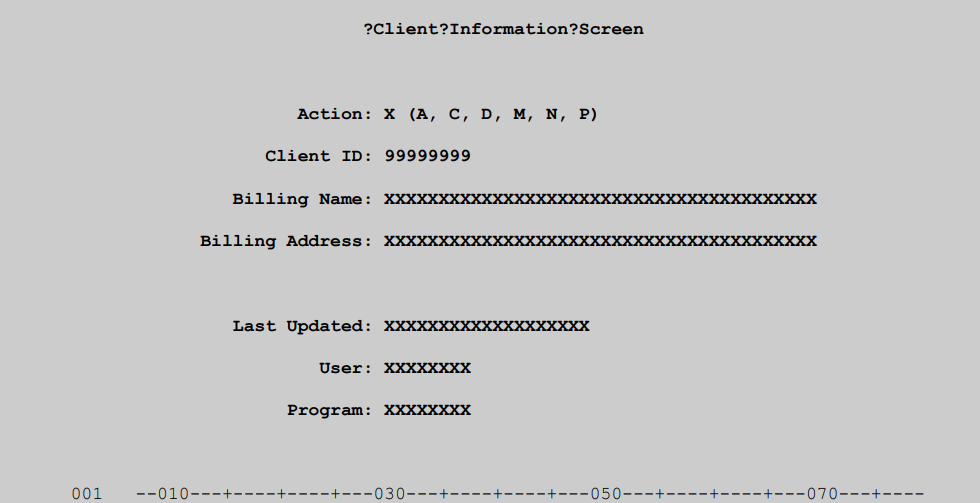 ?Client?Information?Screen
Action: X (A, C, D, M, N, P)
Client ID: 99999999
Billing Name: XXXXXXXXXXXXXXXXXXXXXXXXXXXXXXXXXXXXXXXX
Billing Address: XXXXXXXXXXXXXXXXXXXXXXXXXXXXXXXXXXXXXXXX
Last Updated: XXXXXXXXXXXXXXXXXXX
User: XXXXXXXX
Program: XXXXXXXX
001 --010---+----+----+---030---+----+----+---050---+----+----+---070---+----